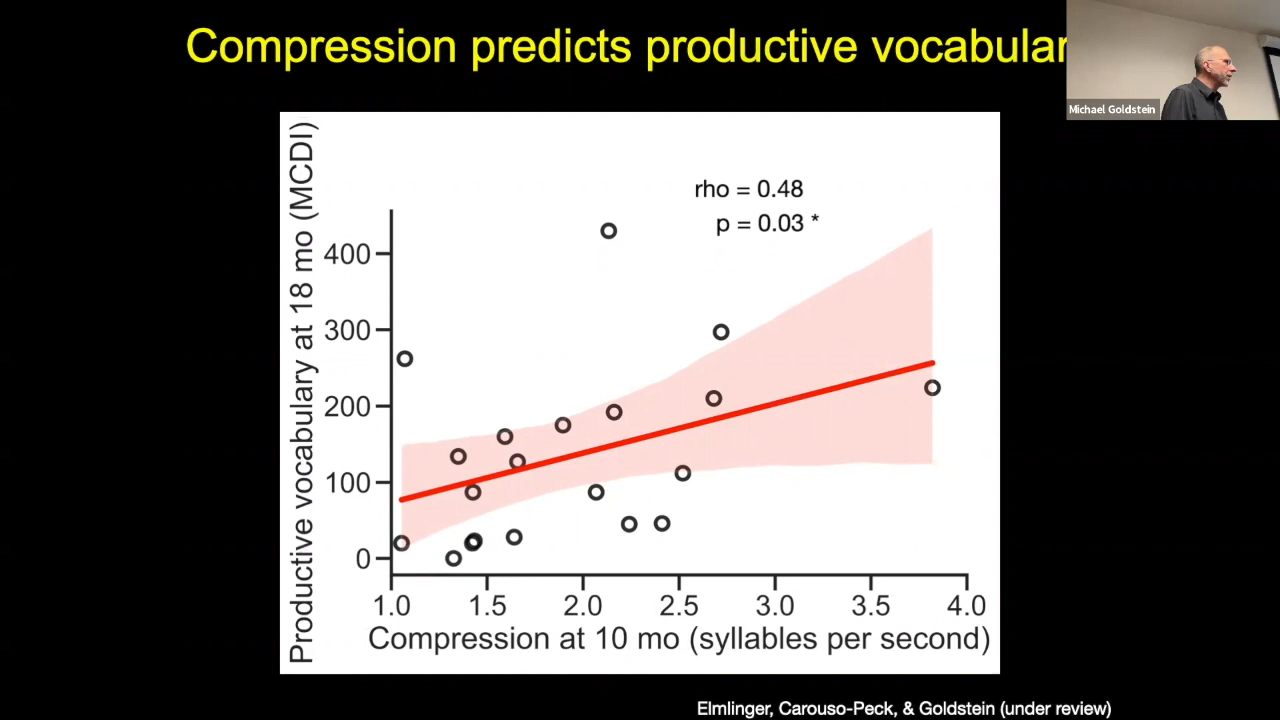 Compression predicts productive vocabular
Michael Goldstein
Productive vocabulary at 18 mo (MCDI)
rho = 0.48
p = 0.03 *
400
300
200
100
0
1.0 1.5 2.0 2.5 3.0 3.5 4.0
Compression at 10 mo (syllables per second)
Elmlinger, Carouso-Peck, & Goldstein (under review)